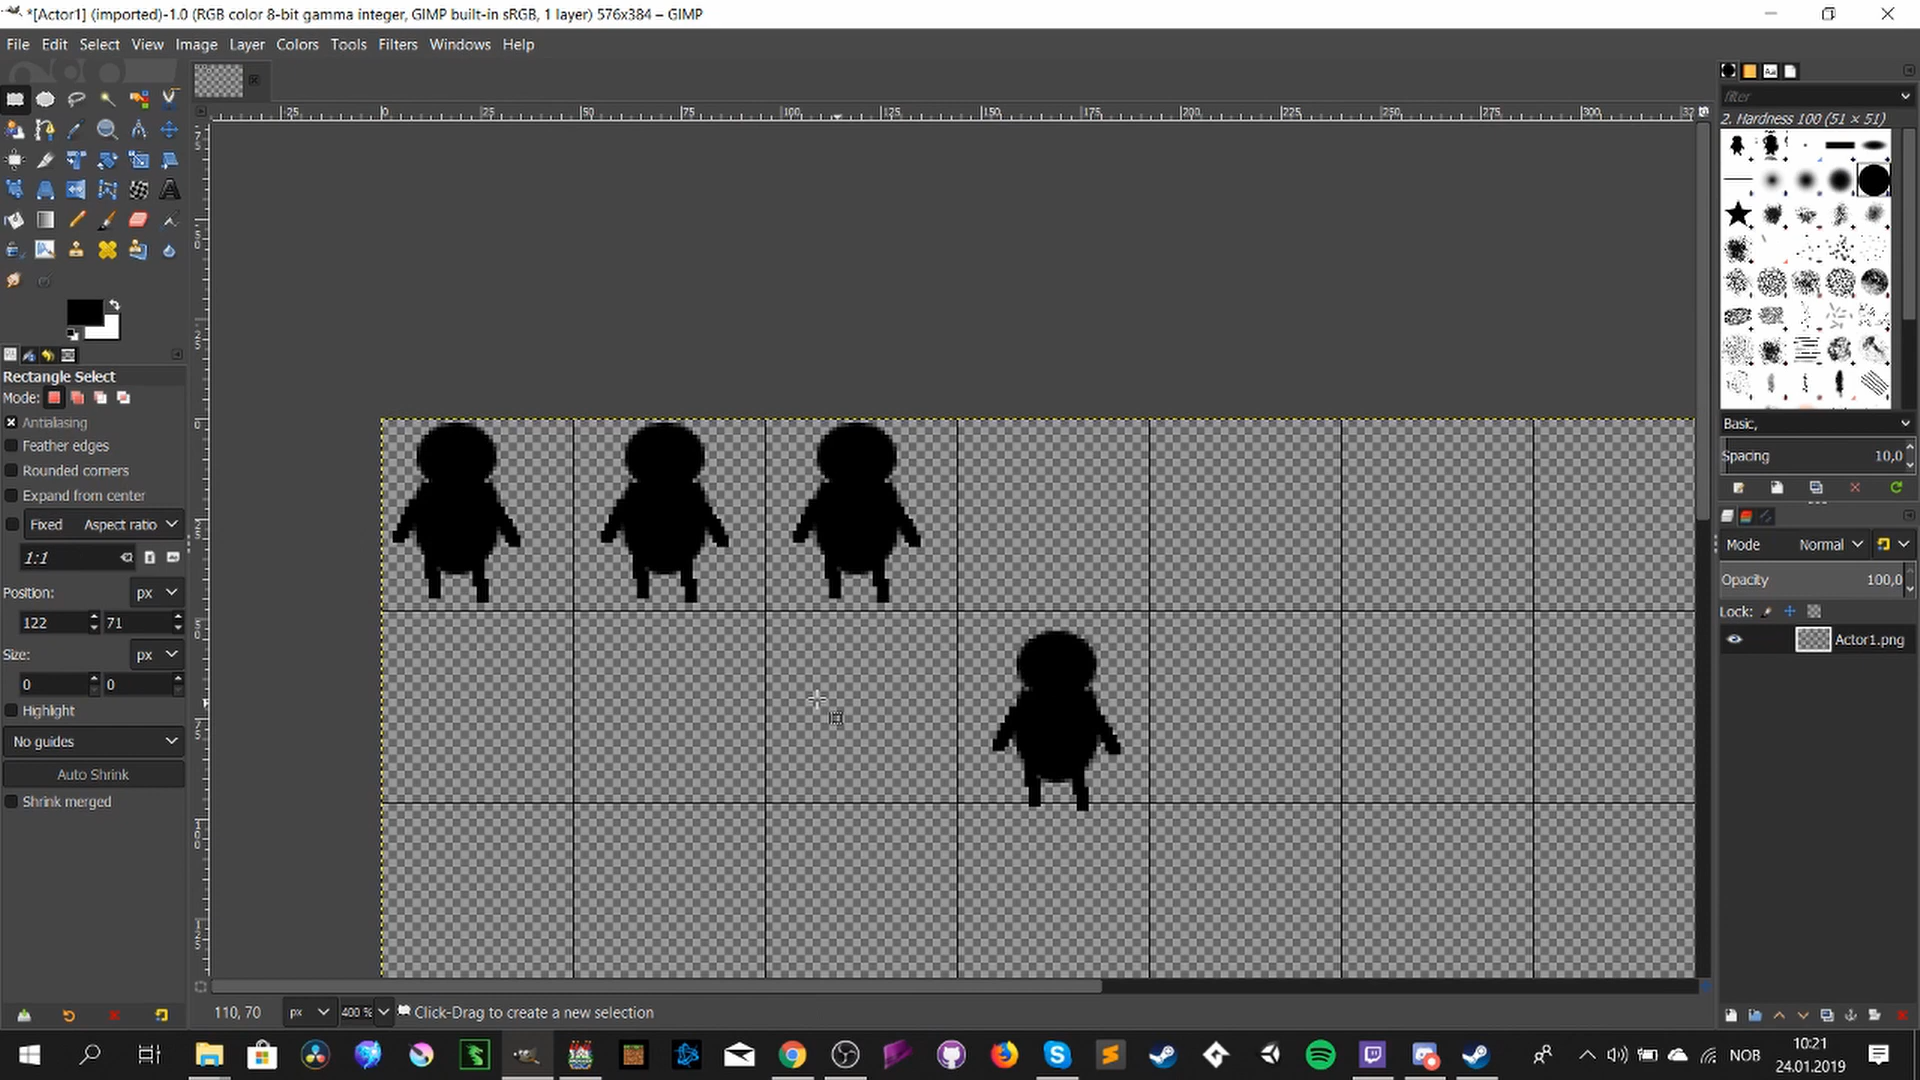 *[Actor1] (imported)-1.0 (RGB color 8-bit gamma integer, GIMP built-in sRGB, 1 layer) 576x384 – GIMP
File Edit Select View Image Layer Colors Tools Filters Windows Help
filter
2. Hardness 100 (51 × 51)
-25 0 25 50 75 100 125 150 175 200 225 250 275 300
Rectangle Select
Mode:
Antialiasing
Feather edges
Rounded corners
Expand from center
Fixed Aspect ratio
1:1
Position: px
122 71
Size: px
0 0
Highlight
No guides
Auto Shrink
Shrink merged
Basic,
Spacing 10,0
Mode Normal
Opacity 100,0
Lock:
Actor1.png
110, 70 px 400 % Click-Drag to create a new selection
NOB
10:21
24.01.2019